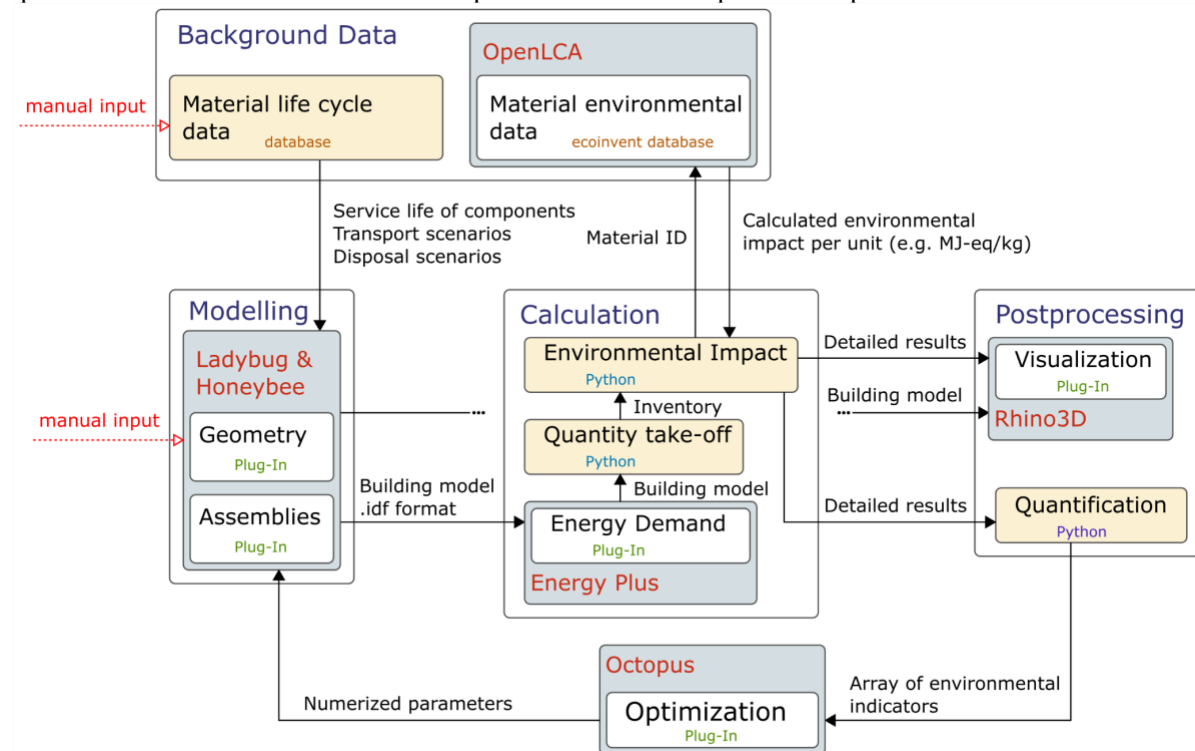 Background Data
OpenLCA
manual input
Material life cycle
data
database
Material environmental
data
ecoinvent database
Service life of components
Transport scenarios
Disposal scenarios
Material ID
Calculated environmental
impact per unit (e.g. MJ-eq/kg)
Modelling
Ladybug &
Honeybee
manual input
Geometry
Plug-In
Assemblies
Plug-In
...
Building model
.idf format
Calculation
Environmental Impact
Python
Inventory
Quantity take-off
Python
Building model
Energy Demand
Plug-In
Energy Plus
Detailed results
Building model
...
Detailed results
Postprocessing
Visualization
Plug-In
Rhino3D
Quantification
Python
Octopus
Optimization
Plug-In
Numerized parameters
Array of environmental
indicators